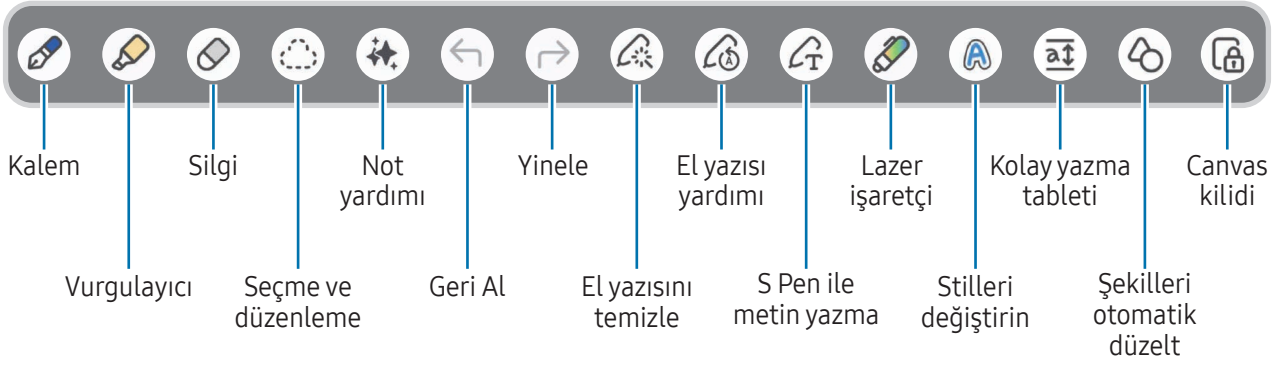 Kalem
Silgi
Not
yardımı
Yinele
El yazısı
yardımı
Lazer
işaretçi
Kolay yazma
tableti
Canvas
kilidi
Vurgulayıcı
Seçme ve
düzenleme
Geri Al
El yazısını
temizle
S Pen ile
metin yazma
Stilleri
değiştirin
Şekilleri
otomatik
düzelt